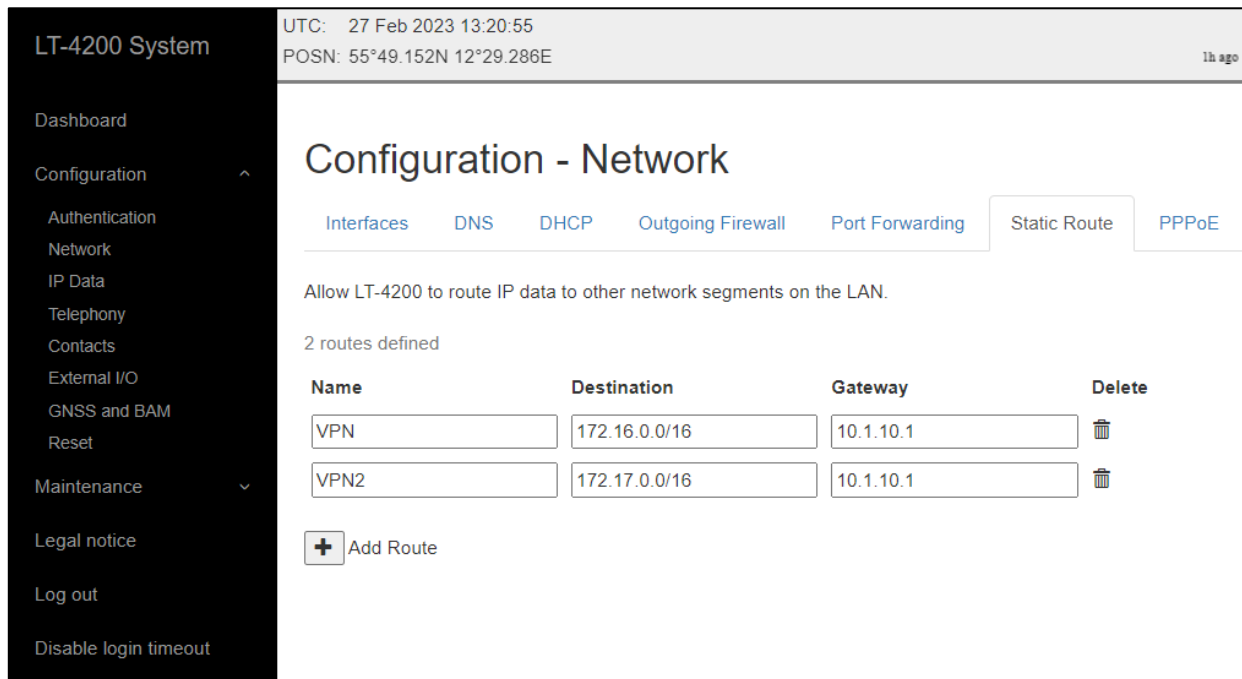 LT-4200 System
Dashboard
Configuration
Authentication
Network
IP Data
Telephony
Contacts
External I/O
GNSS and BAM
Reset
Maintenance
Legal notice
Log out
Disable login timeout
UTC: 27 Feb 2023 13:20:55
POSN: 55°49.152N 12°29.286E
1h ago
Configuration - Network
Interfaces DNS DHCP Outgoing Firewall Port Forwarding Static Route PPPoE
Allow LT-4200 to route IP data to other network segments on the LAN.
2 routes defined
Name Destination Gateway Delete
VPN 172.16.0.0/16 10.1.10.1
VPN2 172.17.0.0/16 10.1.10.1
Add Route